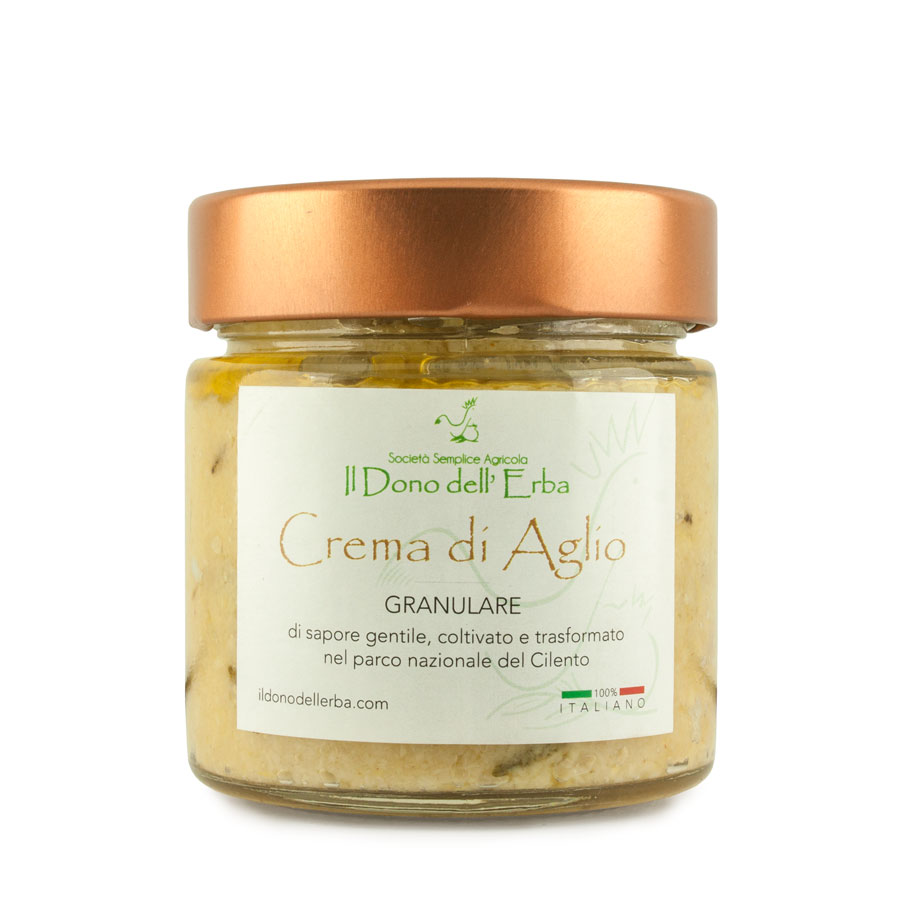 Società Semplice Agricola
Il Dono dell' Erba
Crema di Aglio
GRANULARE
di sapore gentile, coltivato e trasformato
nel parco nazionale del Cilento
ildonodellerba.com
100%
ITALIANO